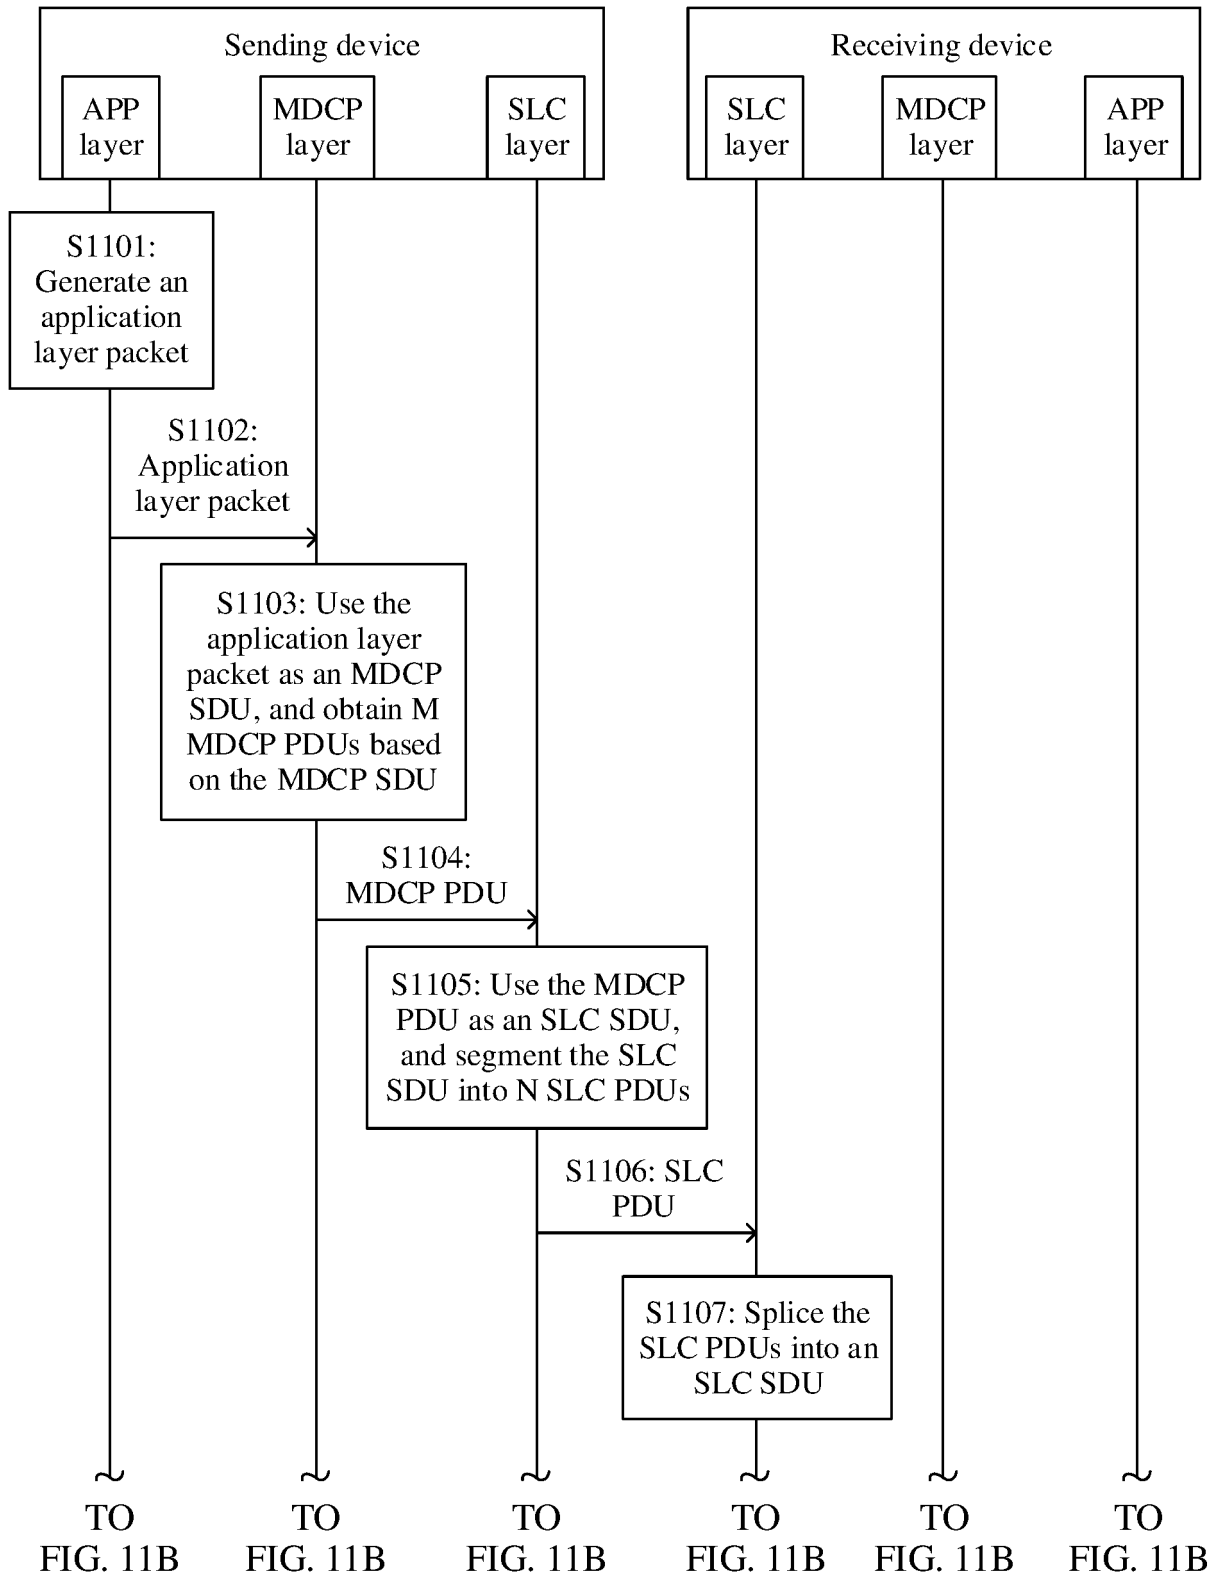 Sending device
Receiving device
APP
layer
MDCP
layer
SLC
layer
SLC
layer
MDCP
layer
APP
layer
S1101:
Generate an
application
layer packet
S1102:
Application
layer packet
S1103: Use the
application layer
packet as an MDCP
SDU, and obtain M
MDCP PDUs based
on the MDCP SDU
S1104:
MDCP PDU
S1105: Use the MDCP
PDU as an SLC SDU,
and segment the SLC
SDU into N SLC PDUs
S1106: SLC
PDU
S1107: Splice the
SLC PDUs into an
SLC SDU
TO
FIG. 11B
TO
FIG. 11B
TO
FIG. 11B
TO
FIG. 11B
TO
FIG. 11B
TO
FIG. 11B